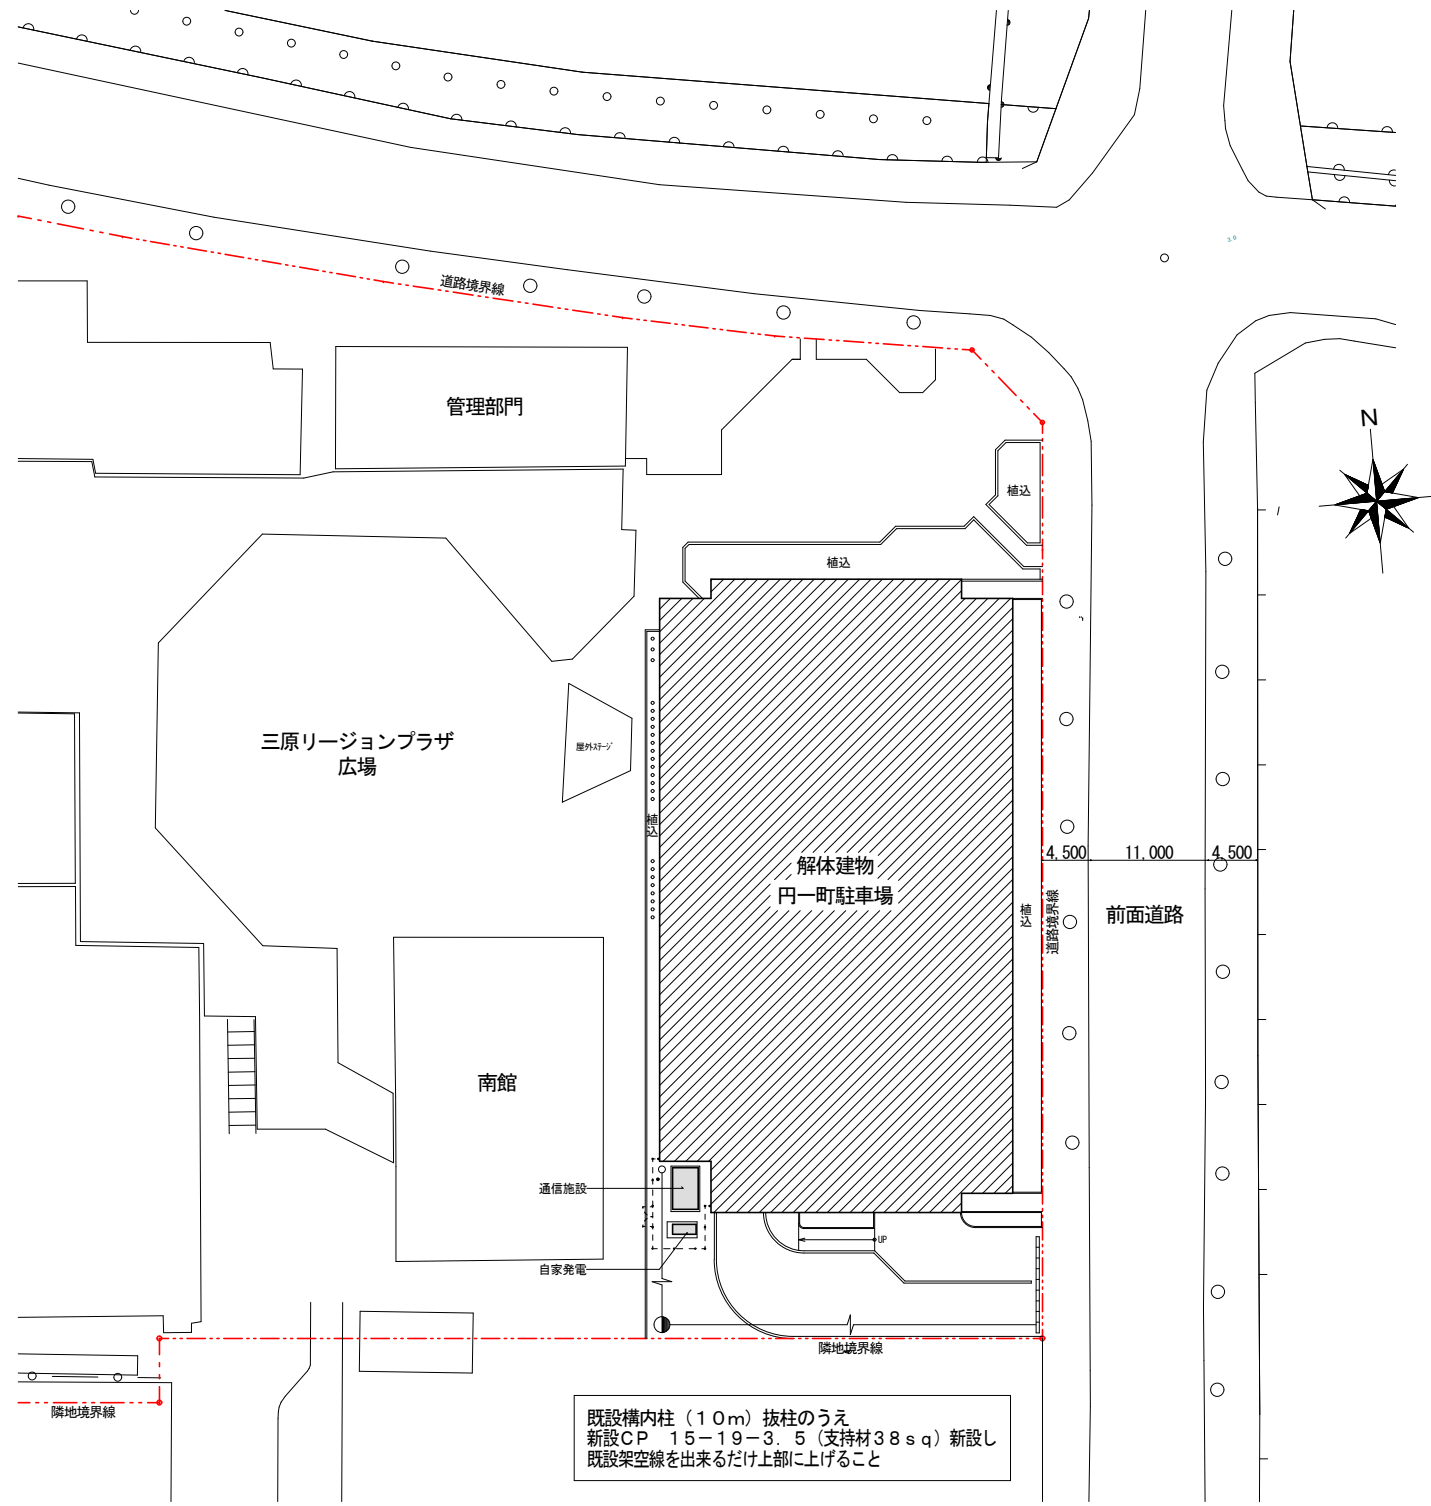 3.0
道路境界線
管理部門
N
植込
植込
三原リージョンプラザ
広場
屋外ステージ
植込
解体建物
円一町駐車場
4,500
11,000
4,500
植込
道路境界線
前面道路
南館
通信施設
UP
自家発電
隣地境界線
隣地境界線
既設構内柱（１０ｍ）抜柱のうえ
新設ＣＰ　１５－１９－３．５（支持材３８ｓｑ）新設し
既設架空線を出来るだけ上部に上げること